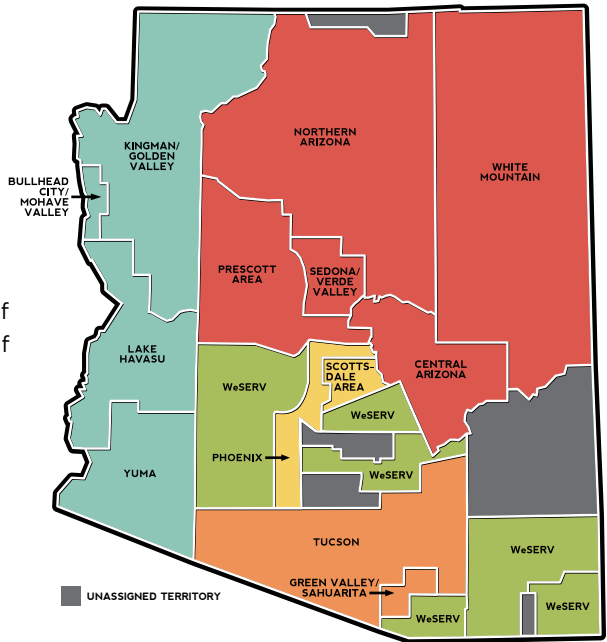 NORTHERN
ARIZONA
KINGMAN/
GOLDEN
VALLEY
WHITE
MOUNTAIN
BULLHEAD
CITY/
MOHAVE
VALLEY
PRESCOTT
AREA
SEDONA/
VERDE
VALLEY
f
f
LAKE
HAVASU
CENTRAL
ARIZONA
SCOTTS-
DALE
AREA
WeSERV
WeSERV
PHOENIX
WeSERV
YUMA
TUCSON
WeSERV
GREEN VALLEY/
SAHUARITA
WeSERV
WeSERV
UNASSIGNED TERRITORY